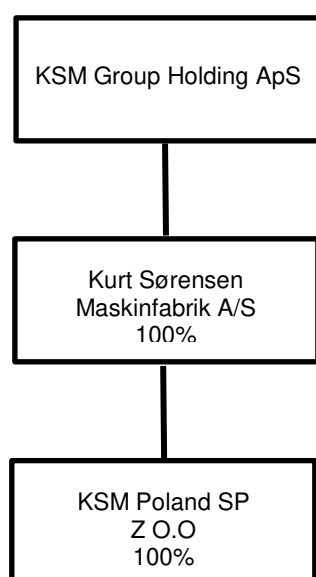 KSM Group Holding ApS
Kurt Sørensen
Maskinfabrik A/S
100%
KSM Poland SP
Z O.O
100%